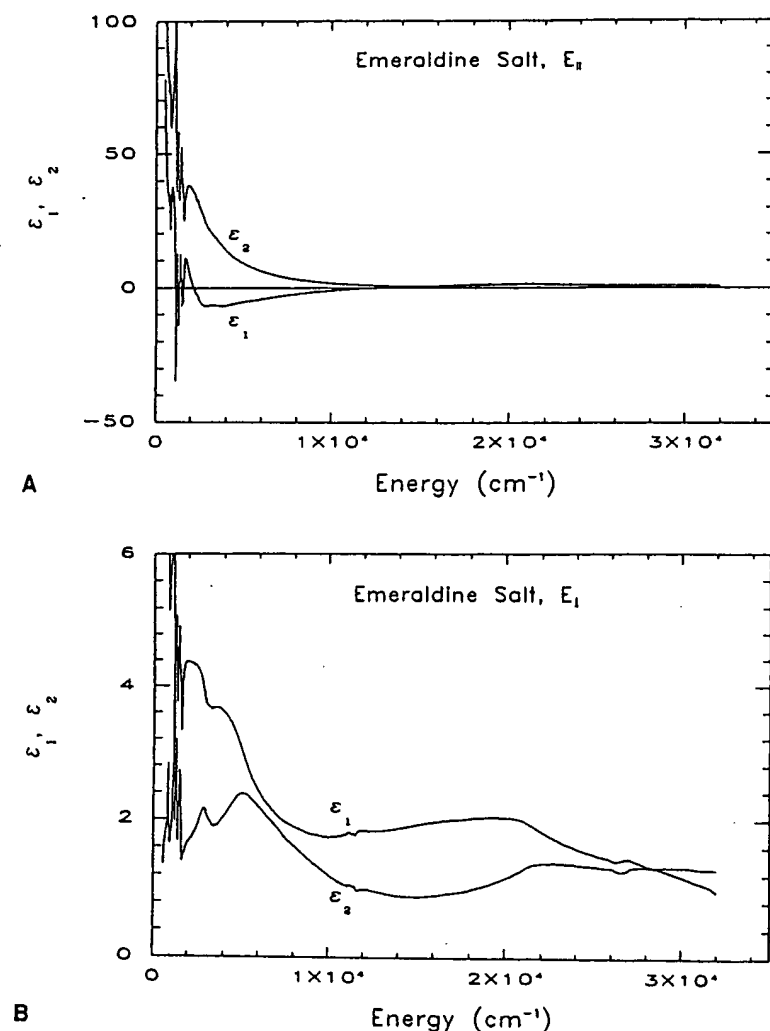 100
Emeraldine Salt, E∥
50
ε₁, ε₂
ε₂
0
ε₁
−50
0
1×10⁴
2×10⁴
3×10⁴
A
Energy (cm⁻¹)
6
Emeraldine Salt, E⊥
4
ε₁, ε₂
2
ε₁
ε₂
0
0
1×10⁴
2×10⁴
3×10⁴
B
Energy (cm⁻¹)